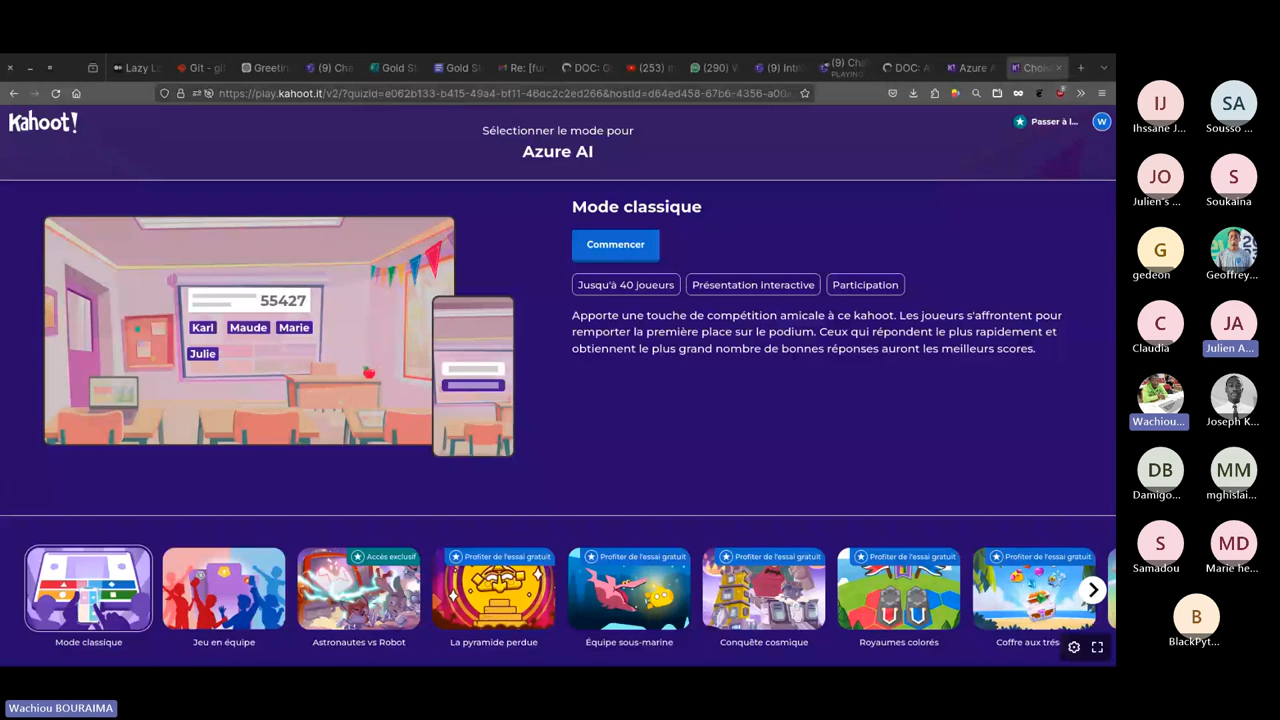 Lazy Lo
Git - gi
Greetin
(9) Cha
Gold St
Gold St
Re: [fu
DOC: G
(253) m
(290) W
(9) Intr
(9) Cha
PLAYING
DOC: A
Azure A
Choisi
https://play.kahoot.it/v2/?quizId=e062b133-b415-49a4-bf11-46dc2c2ed266&hostId=d64ed458-67b6-4356-a00
Kahoot!
Sélectionner le mode pour
Azure AI
Passer à l...
W
Mode classique
Commencer
Jusqu'à 40 joueurs
Présentation interactive
Participation
Apporte une touche de compétition amicale à ce kahoot. Les joueurs s'affrontent pour
remporter la première place sur le podium. Ceux qui répondent le plus rapidement et
obtiennent le plus grand nombre de bonnes réponses auront les meilleurs scores.
55427
Karl Maude Marie
Julie
Accès exclusif
Profiter de l'essai gratuit
Profiter de l'essai gratuit
Profiter de l'essai gratuit
Profiter de l'essai gratuit
Profiter de l'essai gratuit
Mode classique
Jeu en équipe
Astronautes vs Robot
La pyramide perdue
Équipe sous-marine
Conquête cosmique
Royaumes colorés
Coffre aux trés
IJ
Ihssane J...
SA
Sousso ...
JO
Julien's ...
S
Soukaina
G
gedeon
Geoffrey...
C
Claudia
JA
Julien A...
Wachiou...
Joseph K...
DB
Damigo...
MM
mghislai...
S
Samadou
MD
Marie he...
B
BlackPyt...
Wachiou BOURAIMA